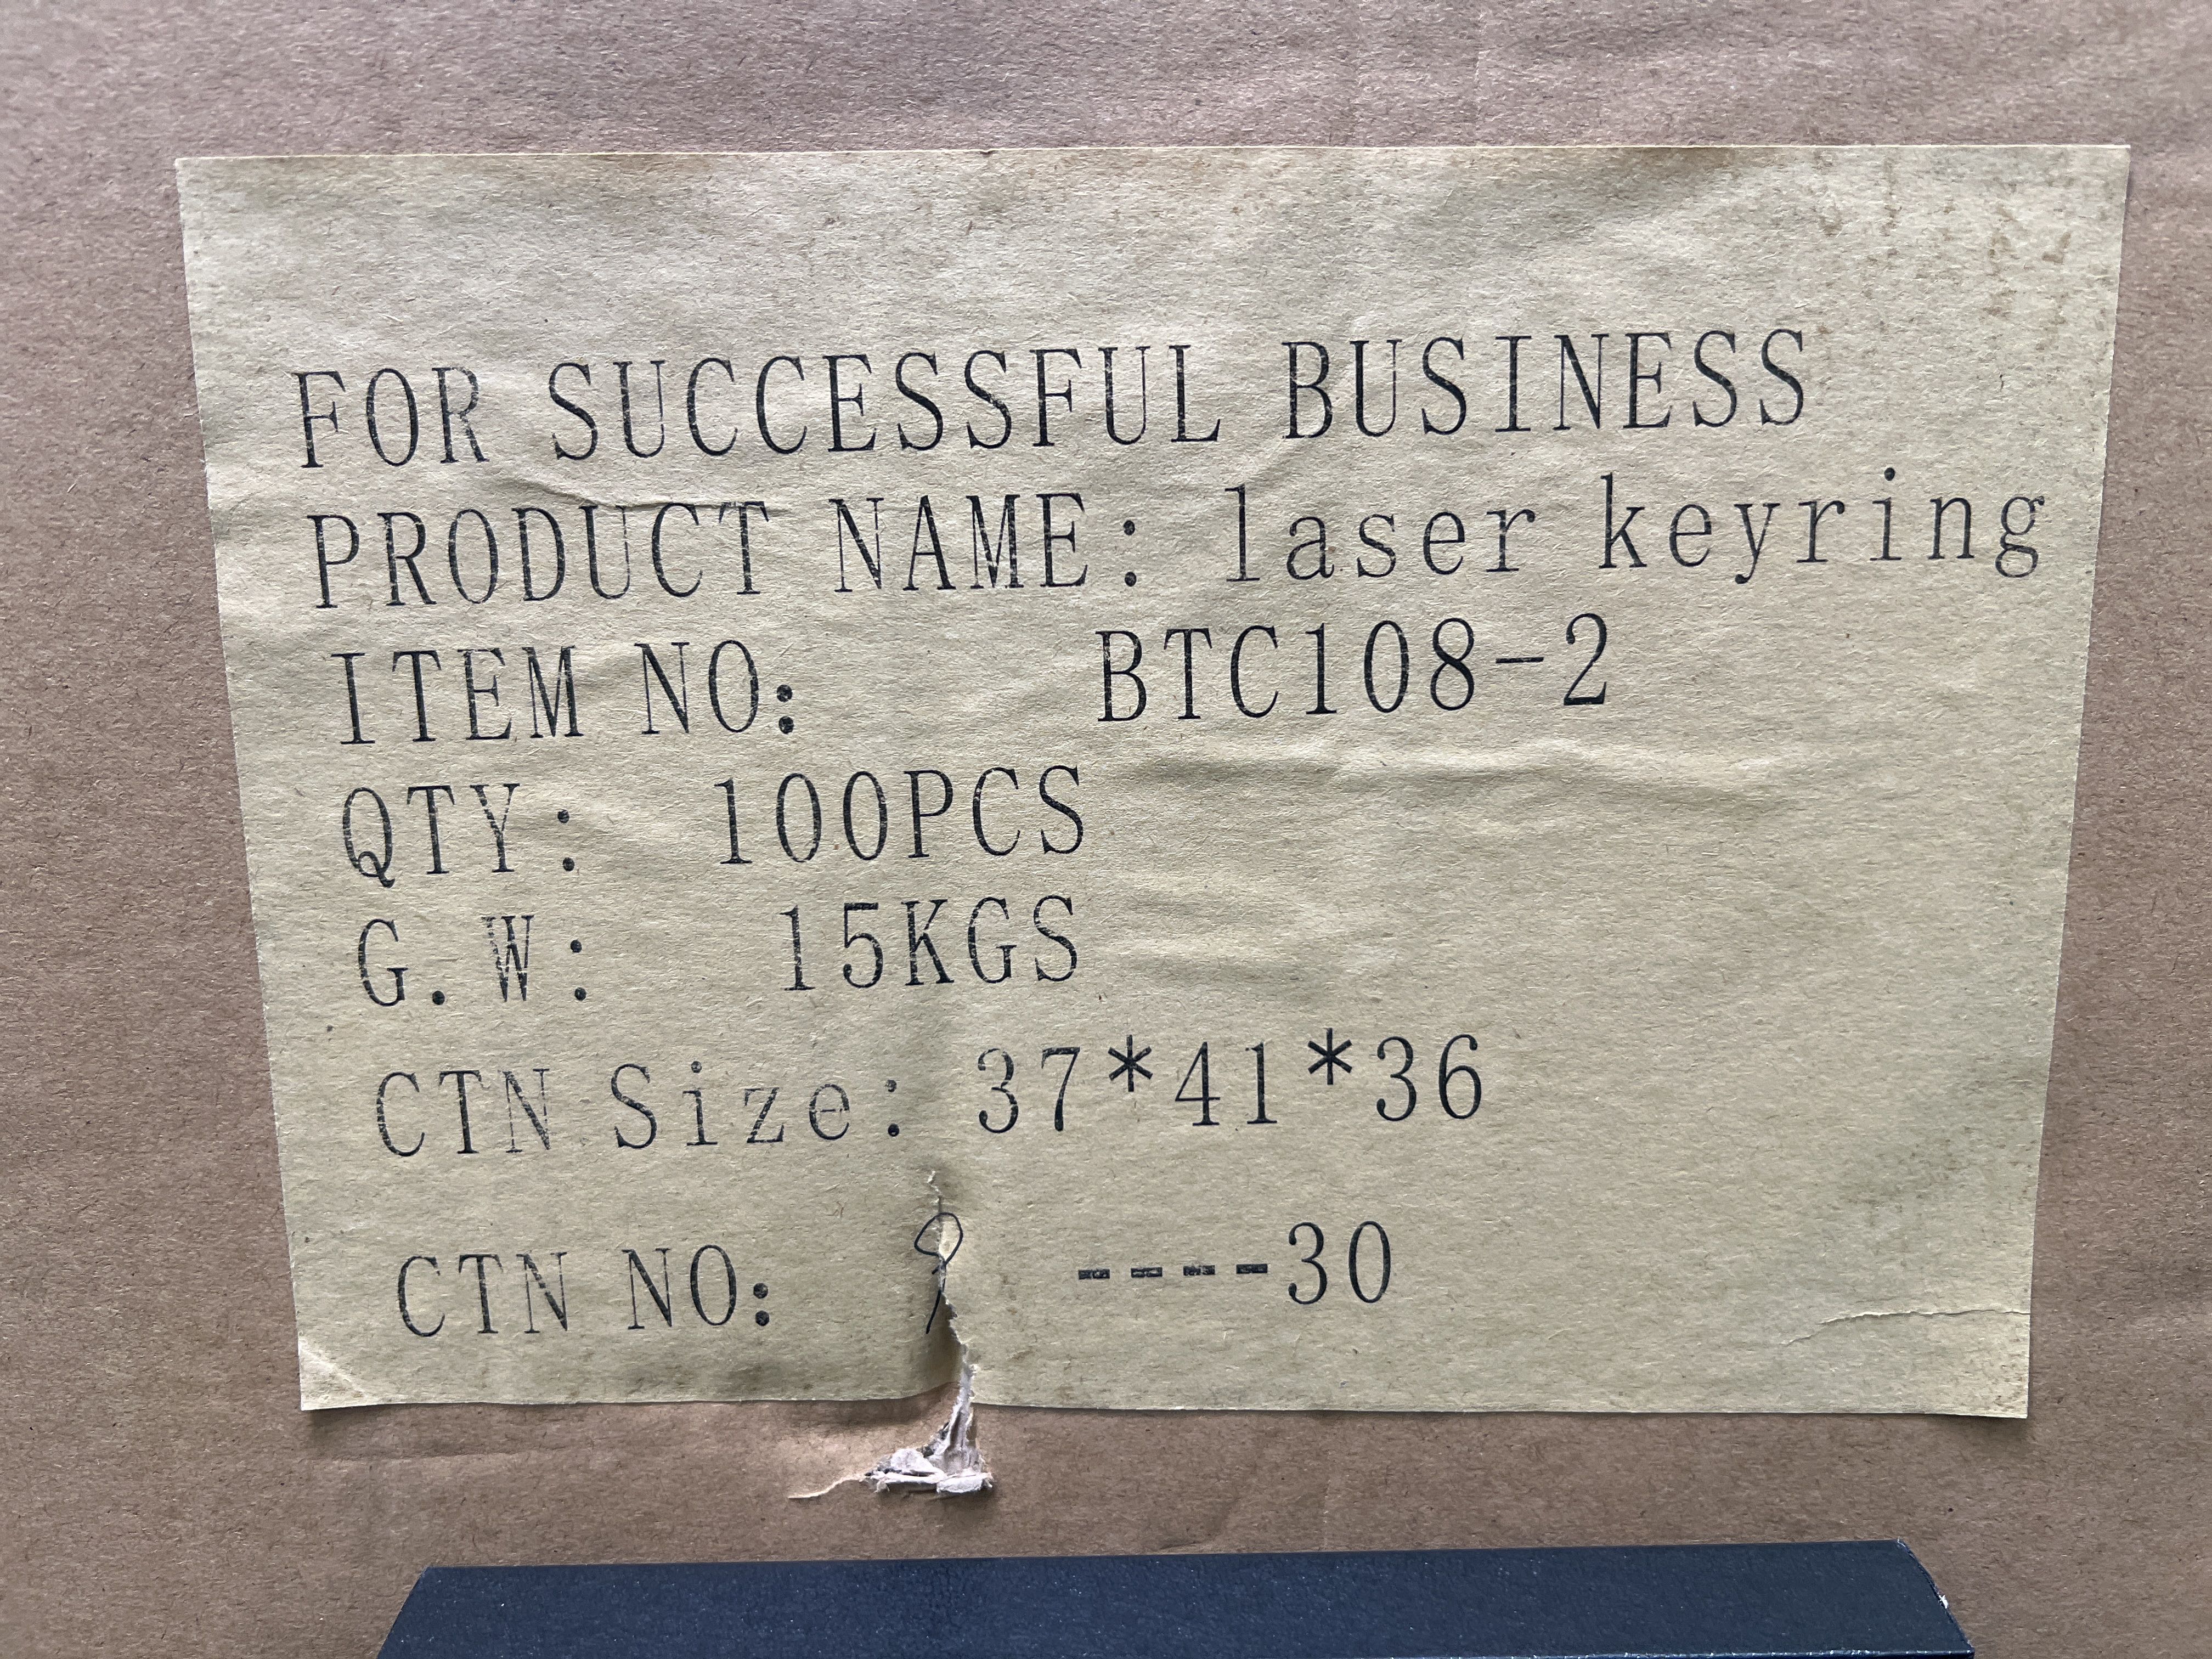 FOR SUCCESSFUL BUSINESS
PRODUCT NAME: laser keyring
ITEM NO: BTC108-2
QTY: 100PCS
G.W: 15KGS
CTN Size: 37*41*36
CTN NO: 9 ----30